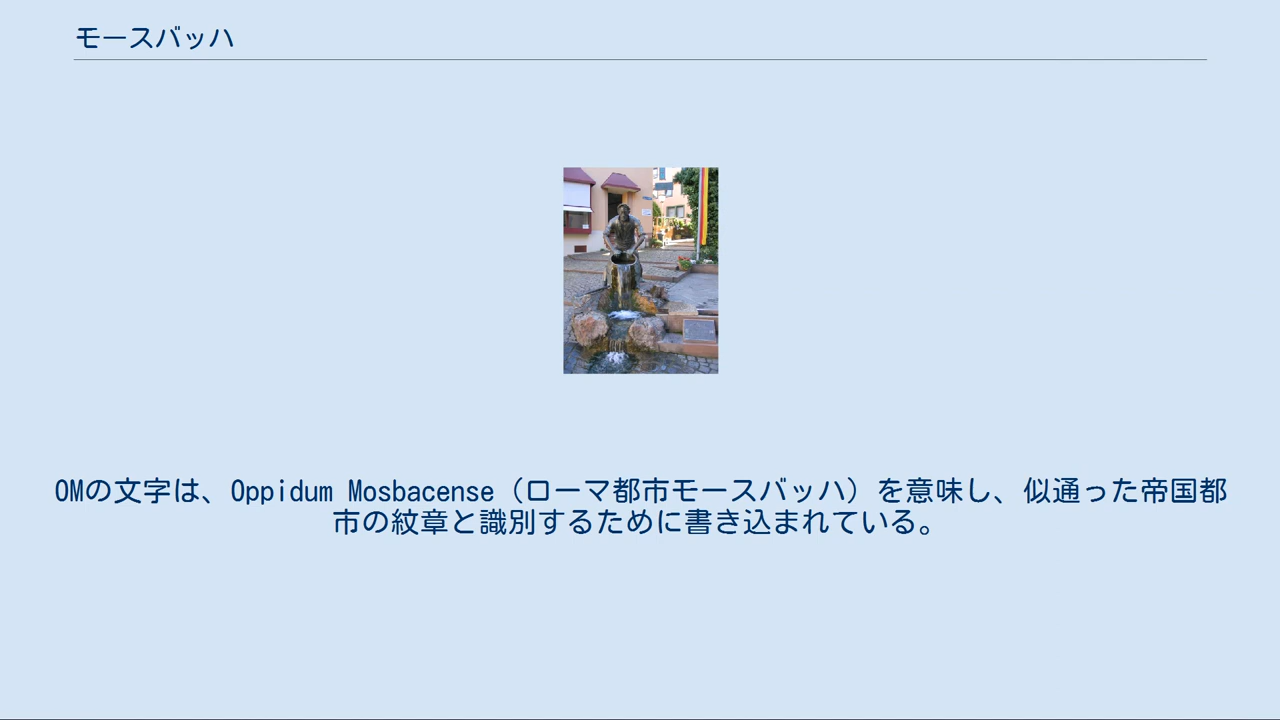 モースバッハ
OMの文字は、Oppidum Mosbacense（ローマ都市モースバッハ）を意味し、似通った帝国都
市の紋章と識別するために書き込まれている。